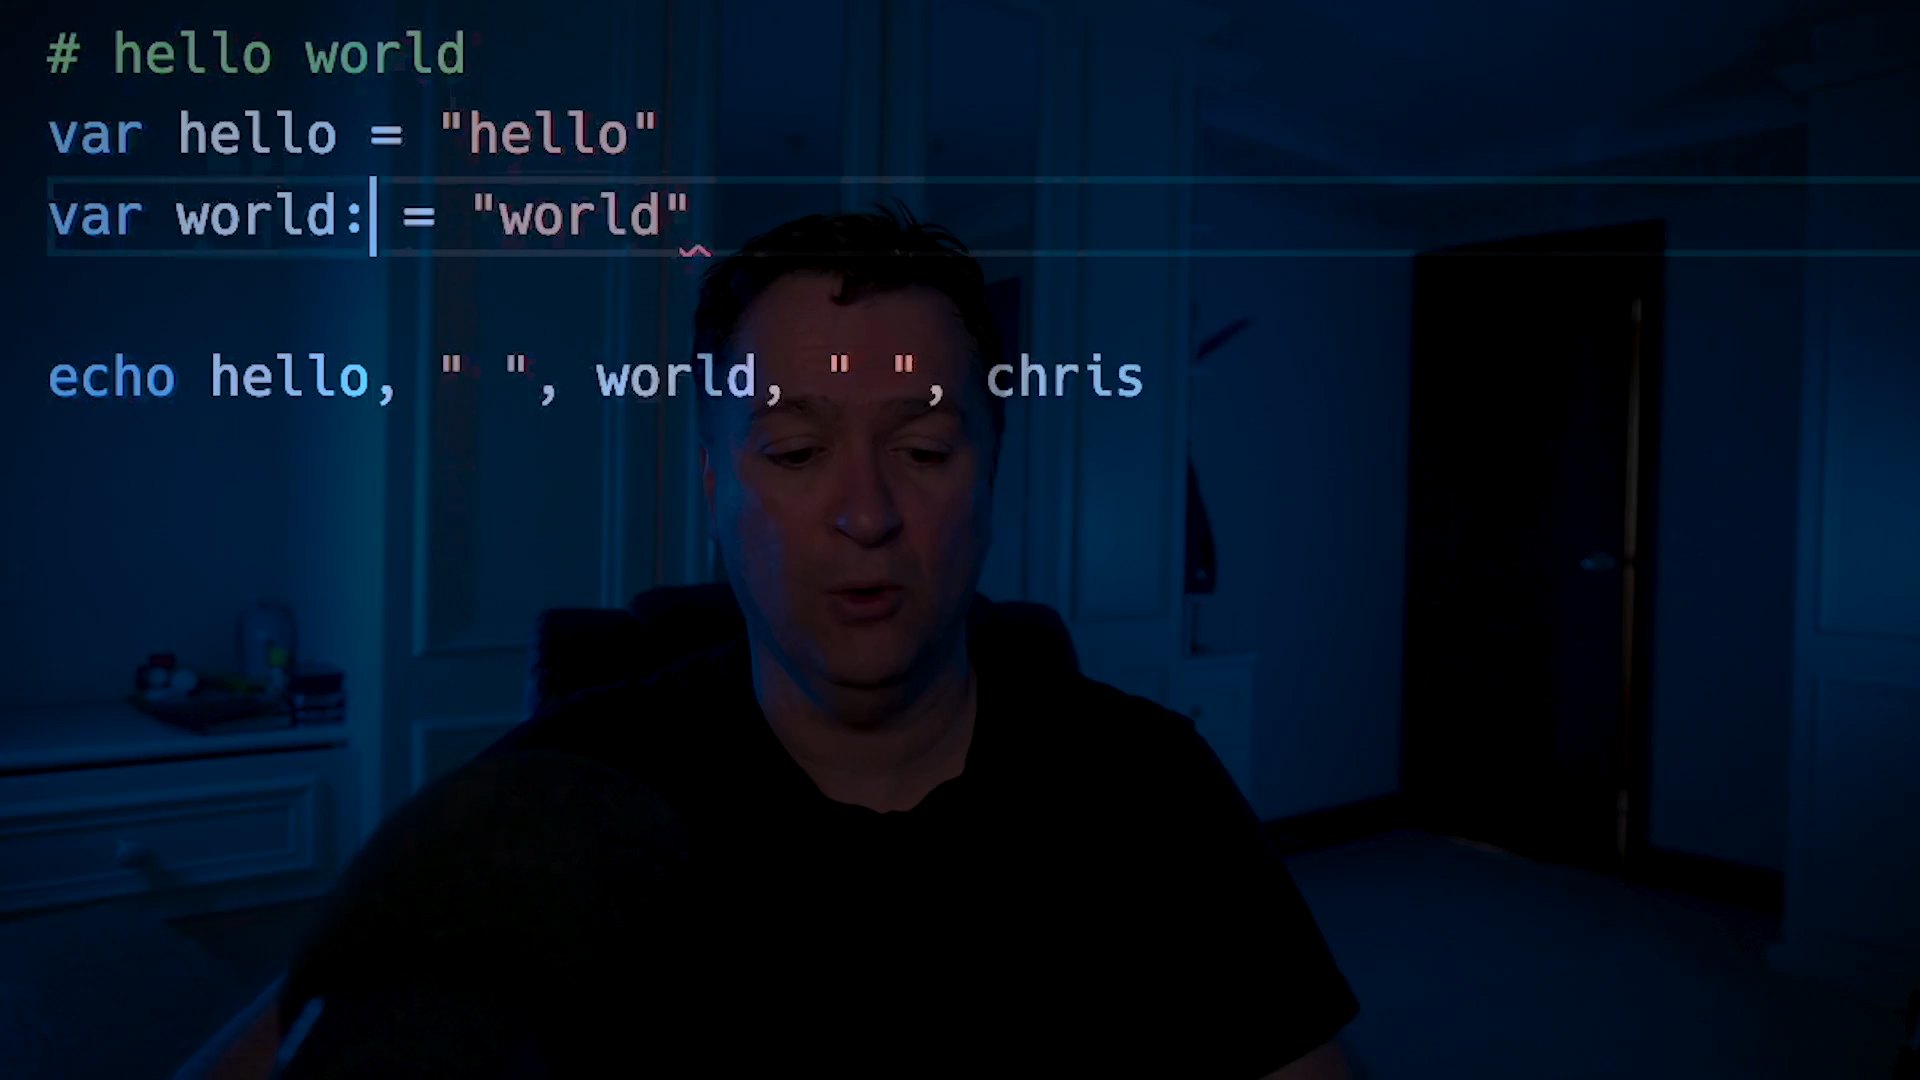 # hello world
var hello = "hello"
var world: = "world"
echo hello, " ", world, " ", chris